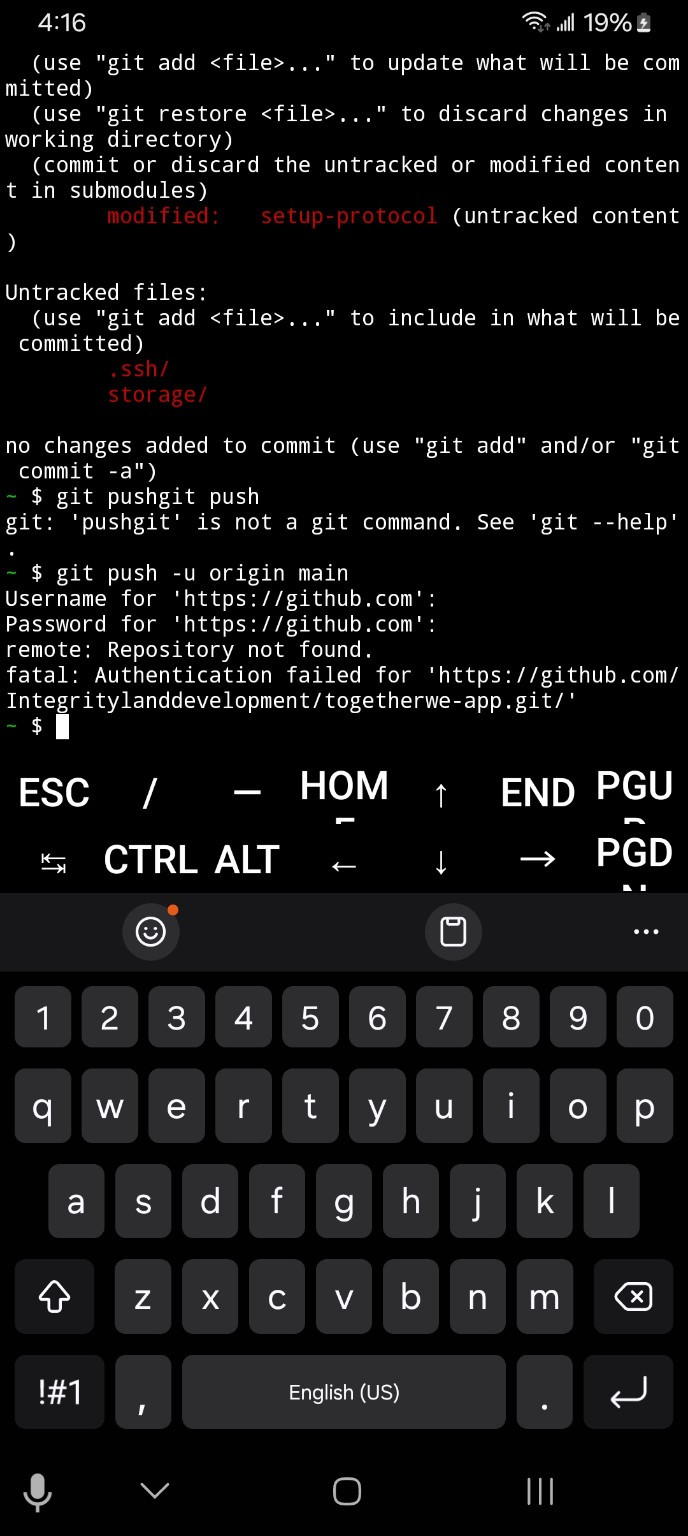 4:16 19%
(use "git add <file>..." to update what will be com
mitted)
(use "git restore <file>..." to discard changes in
working directory)
(commit or discard the untracked or modified conten
t in submodules)
modified: setup-protocol (untracked content
)
Untracked files:
(use "git add <file>..." to include in what will be
committed)
.ssh/
storage/
no changes added to commit (use "git add" and/or "git
commit -a")
~ $ git pushgit push
git: 'pushgit' is not a git command. See 'git --help'
.
~ $ git push -u origin main
Username for 'https://github.com':
Password for 'https://github.com':
remote: Repository not found.
fatal: Authentication failed for 'https://github.com/
Integritylanddevelopment/togetherwe-app.git/'
~ $
ESC / — HOM END PGU
↹ CTRL ALT ← ↓ → PGD
1 2 3 4 5 6 7 8 9 0
q w e r t y u i o p
a s d f g h j k l
z x c v b n m
!#1 , English (US) .